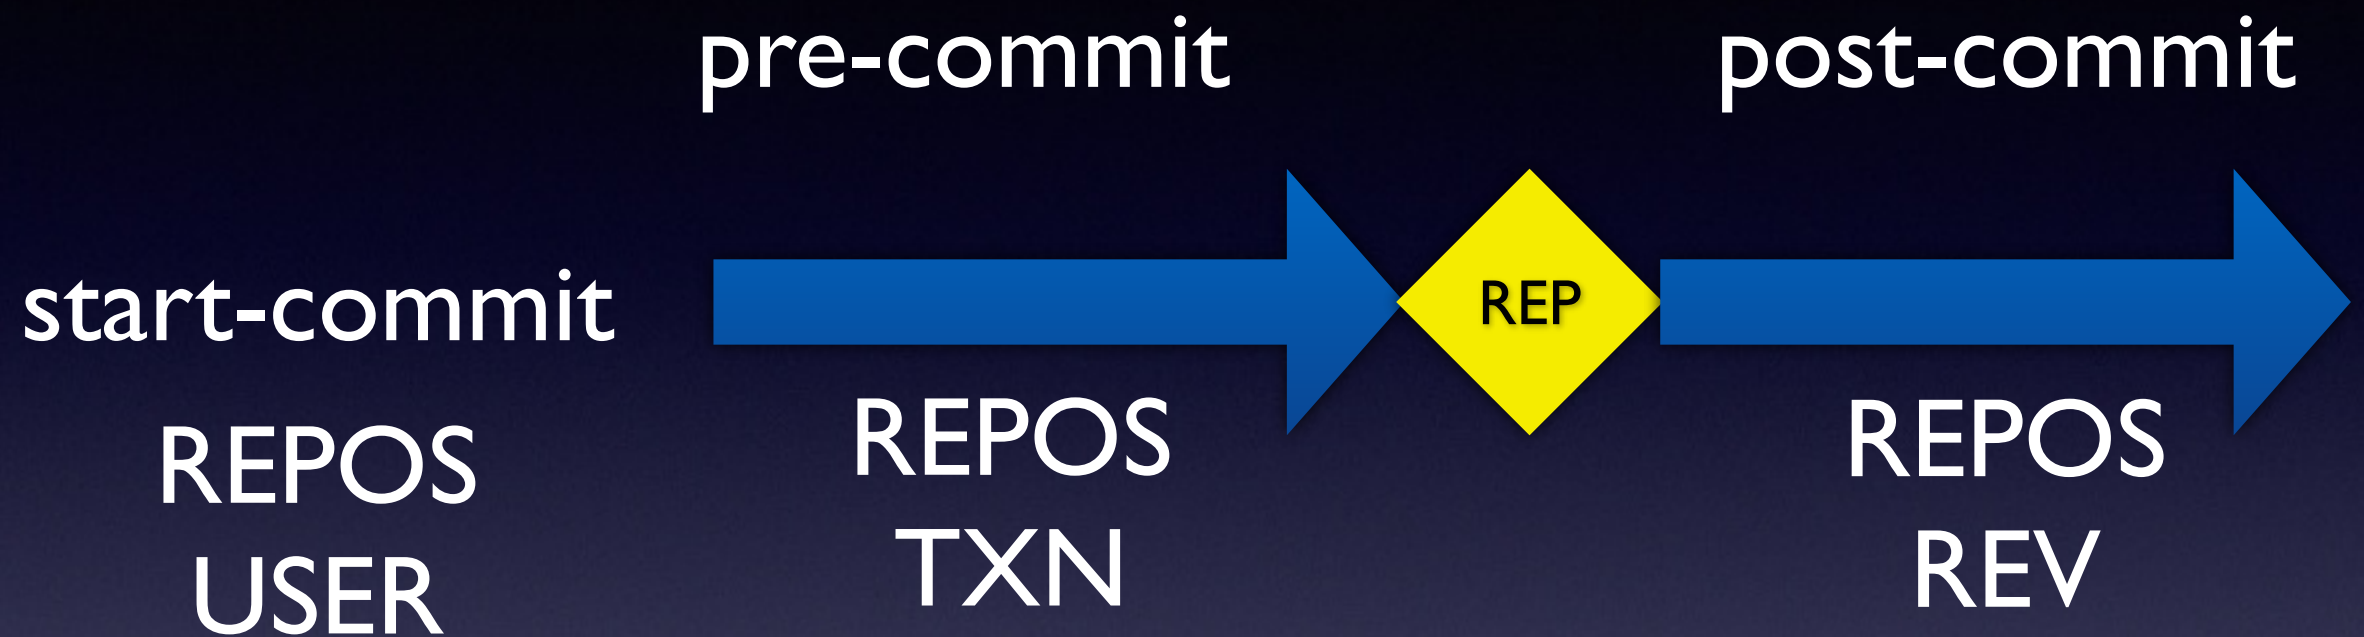 pre-commit
post-commit
start-commit
REP
REPOS
USER
REPOS
TXN
REPOS
REV